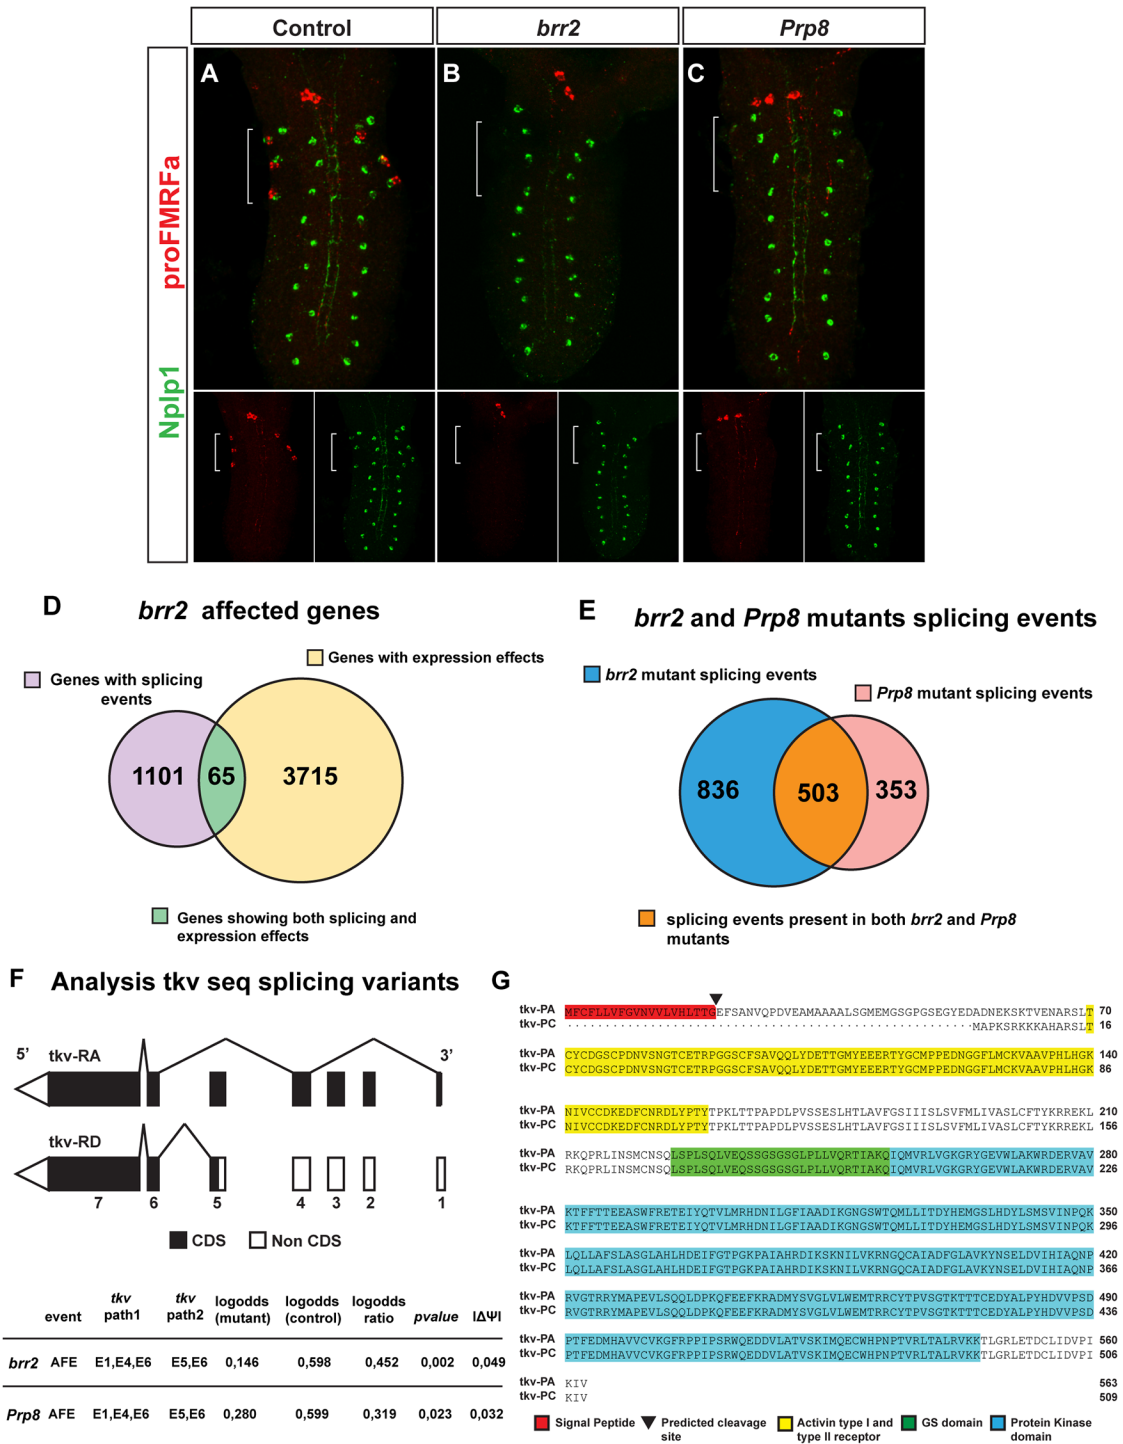 Control
brr2
Prp8
proFMRFa
Nplp1
A
B
C
D
brr2 affected genes
Genes with splicing events
Genes with expression effects
1101
65
3715
Genes showing both splicing and expression effects
E
brr2 and Prp8 mutants splicing events
brr2 mutant splicing events
Prp8 mutant splicing events
836
503
353
splicing events present in both brr2 and Prp8 mutants
F
Analysis tkv seq splicing variants
5’
tkv-RA
3’
tkv-RD
7 6 5 4 3 2 1
CDS
Non CDS
event tkv path1 tkv path2 logodds (mutant) logodds (control) logodds ratio pvalue IΔΨI
brr2 AFE E1,E4,E6 E5,E6 0,146 0,598 0,452 0,002 0,049
Prp8 AFE E1,E4,E6 E5,E6 0,280 0,599 0,319 0,023 0,032
G
tkv-PA MFCFLLVFGVNVVLVHLTTGEFSANVQPDVEAMAAAALSGMEMGSGPGSEGYEDADNEKSKTVENARSLT 70
tkv-PC ......................................................MAPKSRKKKAHARSLT 16
tkv-PA CYCDGSCPDNVSNGTCETRPGGSCFSAVQQLYDETTGMYEEERTYGCMPPEDNGGFLMCKVAAVPHLHGK 140
tkv-PC CYCDGSCPDNVSNGTCETRPGGSCFSAVQQLYDETTGMYEEERTYGCMPPEDNGGFLMCKVAAVPHLHGK 86
tkv-PA NIVCCDKEDFCNRDLYPTYTPKLTTPAPDLPVSSESLHTLAVFGSIIISLSVFMLIVASLCFTYKRREKL 210
tkv-PC NIVCCDKEDFCNRDLYPTYTPKLTTPAPDLPVSSESLHTLAVFGSIIISLSVFMLIVASLCFTYKRREKL 156
tkv-PA RKQPRLINSMCNSQLSPLSQLVEQSSGSGSGLPLLVQRTIAKQIQMVRLVGKGRYGEVWLAKWRDERVAV 280
tkv-PC RKQPRLINSMCNSQLSPLSQLVEQSSGSGSGLPLLVQRTIAKQIQMVRLVGKGRYGEVWLAKWRDERVAV 226
tkv-PA KTFFTTEEASWFRETEIYQTVLMRHDNILGFIAADIKGNGSWTQMLLITDYHEMGSLHDYLSMSVINPQK 350
tkv-PC KTFFTTEEASWFRETEIYQTVLMRHDNILGFIAADIKGNGSWTQMLLITDYHEMGSLHDYLSMSVINPQK 296
tkv-PA LQLLAFSLASGLAHLHDEIFGTPGKPAIAHRDIKSKNILVKRNGQCAIADFGLAVKYNSELDVIHIAQNP 420
tkv-PC LQLLAFSLASGLAHLHDEIFGTPGKPAIAHRDIKSKNILVKRNGQCAIADFGLAVKYNSELDVIHIAQNP 366
tkv-PA RVGTRRYMAPEVLSQQLDPKQFEEFKRADMYSVGLVLWEMTRRCYTPVSGTKTTTCEDYALPYHDVVPSD 490
tkv-PC RVGTRRYMAPEVLSQQLDPKQFEEFKRADMYSVGLVLWEMTRRCYTPVSGTKTTTCEDYALPYHDVVPSD 436
tkv-PA PTFEDMHAVVCVKGFRPPIPSRWQEDDVLATVSKIMQECWHPNPTVRLTALRVKKTLGRLETDCLIDVPI 560
tkv-PC PTFEDMHAVVCVKGFRPPIPSRWQEDDVLATVSKIMQECWHPNPTVRLTALRVKKTLGRLETDCLIDVPI 506
tkv-PA KIV 563
tkv-PC KIV 509
Signal Peptide
Predicted cleavage site
Activin type I and type II receptor
GS domain
Protein Kinase domain